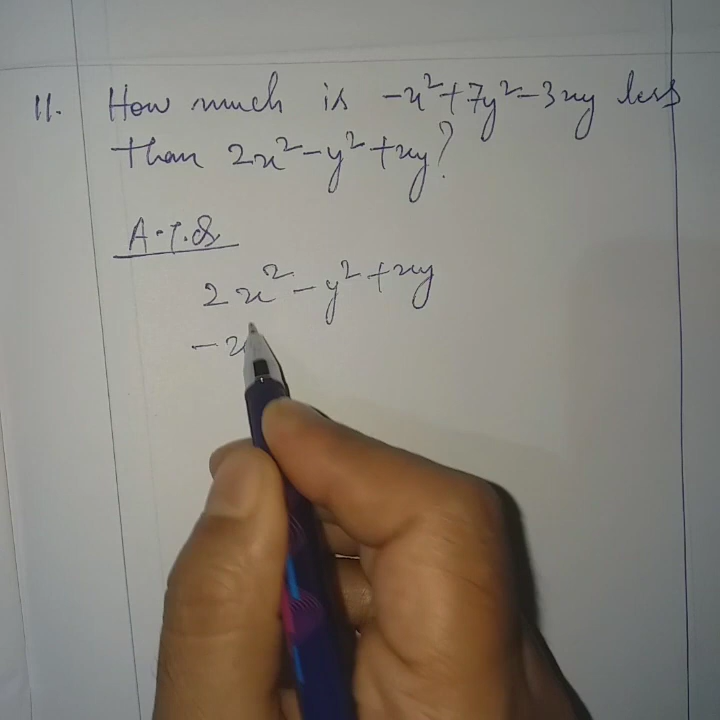 11. How much is -x²+7y²-3xy less
than 2x²-y²+xy?
A.T.Q
2x²-y²+xy
-x